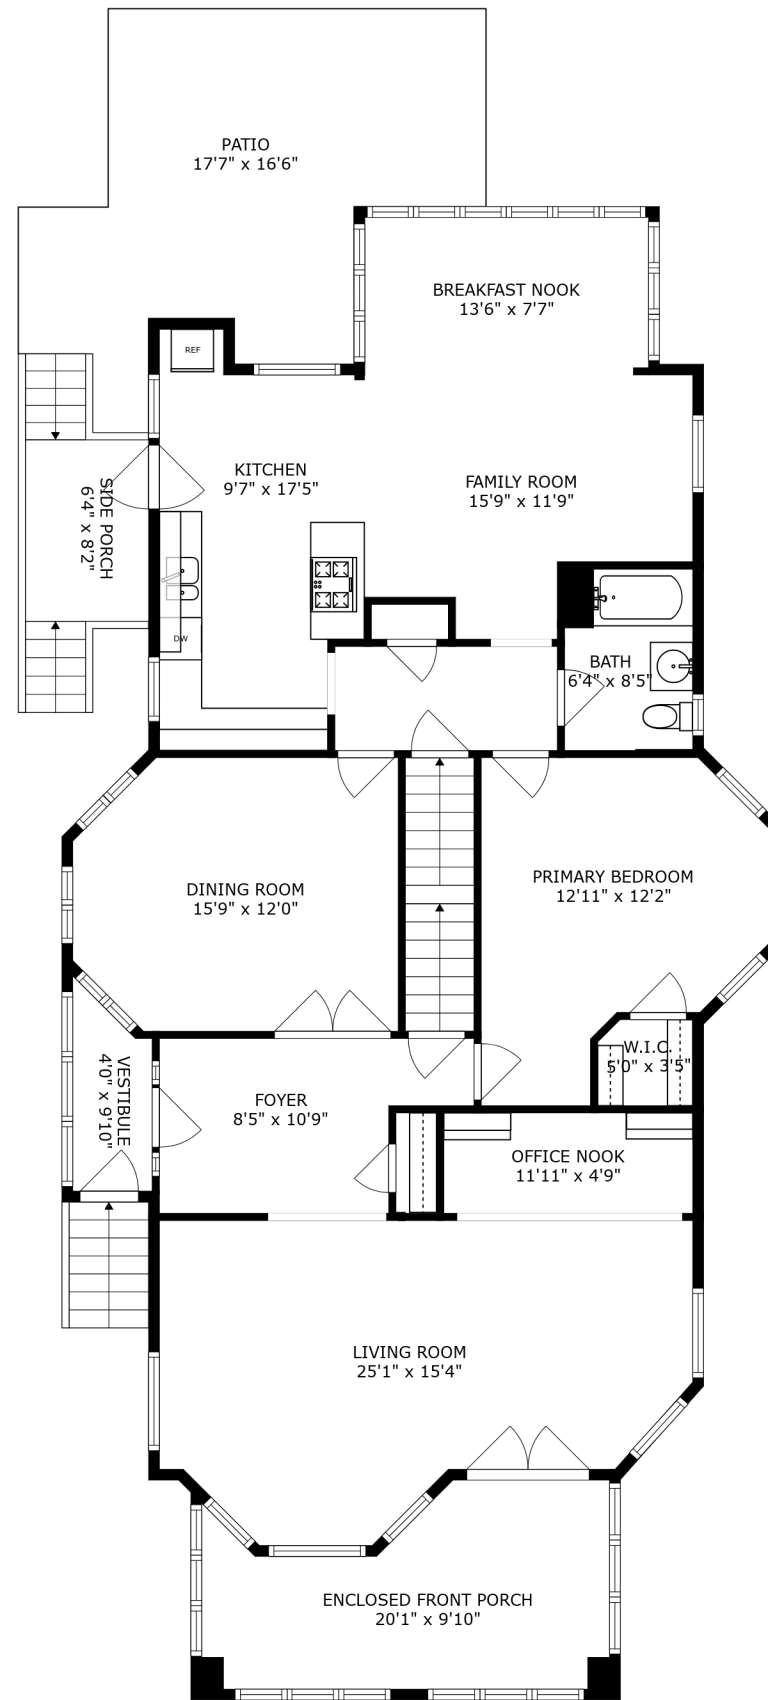 PATIO
17'7" x 16'6"
BREAKFAST NOOK
13'6" x 7'7"
REF
KITCHEN
9'7" x 17'5"
FAMILY ROOM
15'9" x 11'9"
SIDE PORCH
6'4" x 8'2"
DW
BATH
6'4" x 8'5"
DINING ROOM
15'9" x 12'0"
PRIMARY BEDROOM
12'11" x 12'2"
W.I.C.
5'0" x 3'5"
VESTIBULE
4'0" x 9'10"
FOYER
8'5" x 10'9"
OFFICE NOOK
11'11" x 4'9"
LIVING ROOM
25'1" x 15'4"
ENCLOSED FRONT PORCH
20'1" x 9'10"